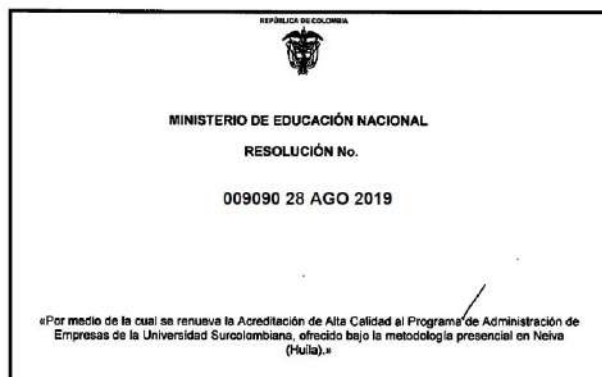 REPÚBLICA DE COLOMBIA
MINISTERIO DE EDUCACIÓN NACIONAL
RESOLUCIÓN No.
009090 28 AGO 2019
«Por medio de la cual se renueva la Acreditación de Alta Calidad al Programa de Administración de
Empresas de la Universidad Surcolombiana, ofrecido bajo la metodología presencial en Neiva
(Huila).»